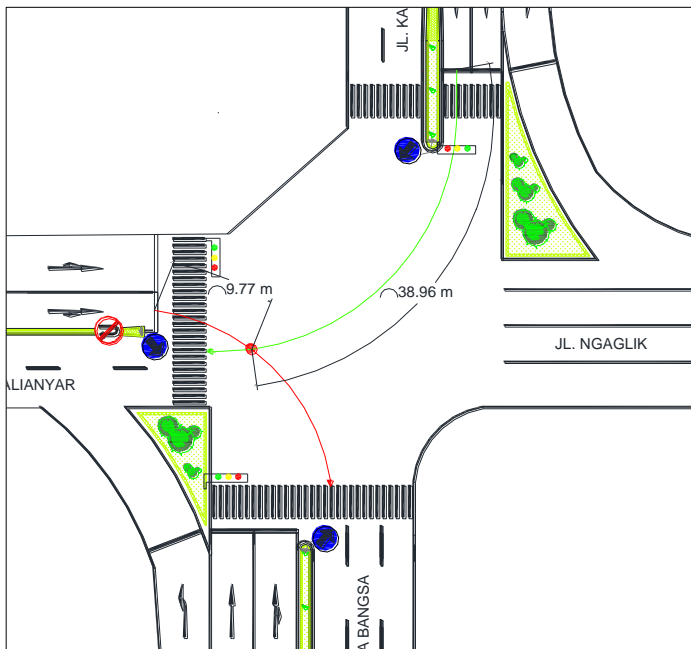 JL. KA
9.77 m
38.96 m
JL. NGAGLIK
ALIANYAR
A BANGSA